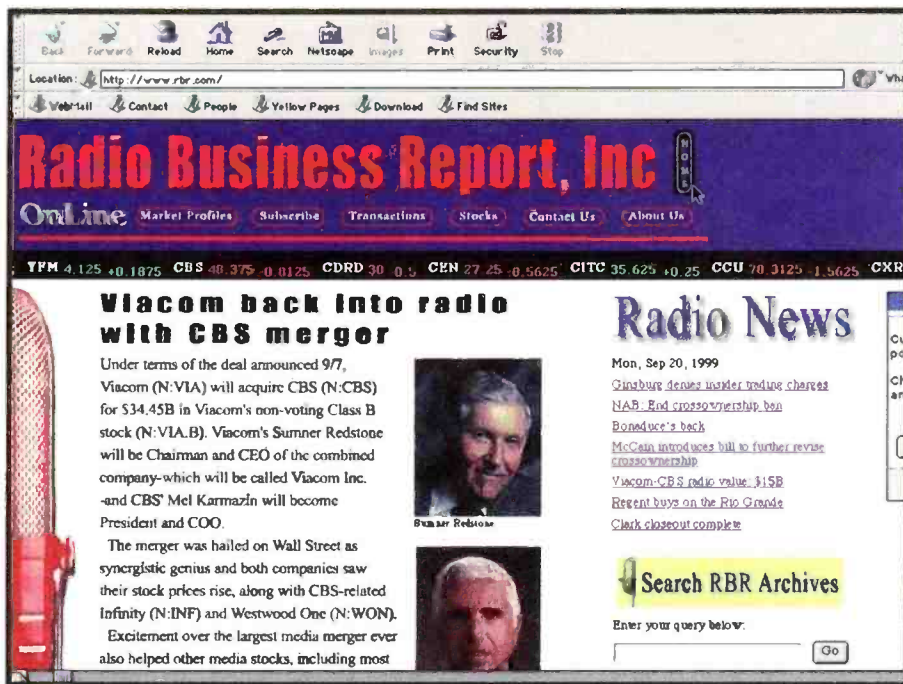 Back Forward Reload Home Search Netscape Images Print Security Stop
Location: http://www.rbr.com/
WebMail Contact People Yellow Pages Download Find Sites
Radio Business Report, Inc
HOME
OnLine Market Profiles Subscribe Transactions Stocks Contact Us About Us
YFM 4.125 +0.1875 CBS 48.375 -0.8125 CDRD 30 -0.5 CEN 27.25 -0.5625 CITC 35.625 +0.25 CCU 70.3125 -1.5625 CXR
Viacom back into radio
with CBS merger
Under terms of the deal announced 9/7,
Viacom (N:VIA) will acquire CBS (N:CBS)
for $34.45B in Viacom's non-voting Class B
stock (N:VIA.B). Viacom's Sumner Redstone
will be Chairman and CEO of the combined
company-which will be called Viacom Inc.
-and CBS' Mel Karmazin will become
President and COO.
The merger was hailed on Wall Street as
synergistic genius and both companies saw
their stock prices rise, along with CBS-related
Infinity (N:INF) and Westwood One (N:WON).
Excitement over the largest media merger ever
also helped other media stocks, including most
Sumner Redstone
Radio News
Mon, Sep 20, 1999
Ginsburg denies insider trading charges
NAB: End crossownership ban
Bonaduce's back
McCain introduces bill to further revise
crossownership
Viacom-CBS radio value: $15B
Regent buys on the Rio Grande
Clark closeout complete
Search RBR Archives
Enter your query below:
Go